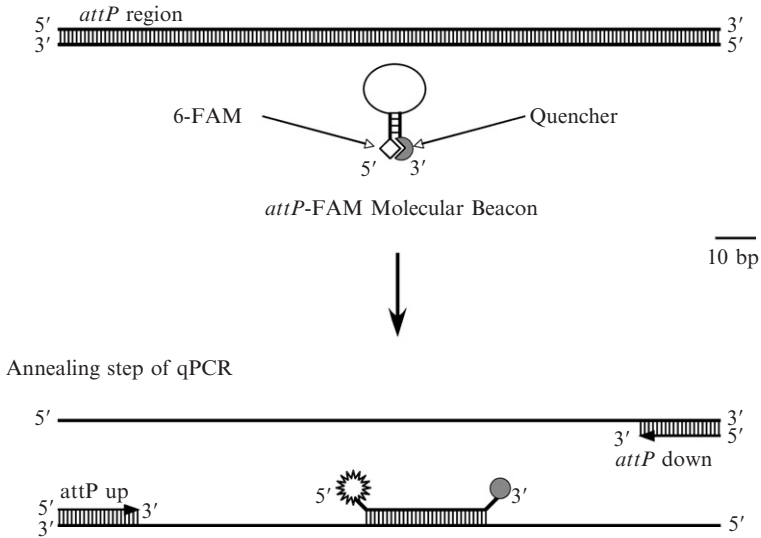 attP region
5′ 3′
3′ 5′
6-FAM Quencher
5′ 3′
attP-FAM Molecular Beacon
10 bp
Annealing step of qPCR
5′ 3′
3′ 5′
attP down
attP up
5′ 3′ 5′ 3′
3′ 5′